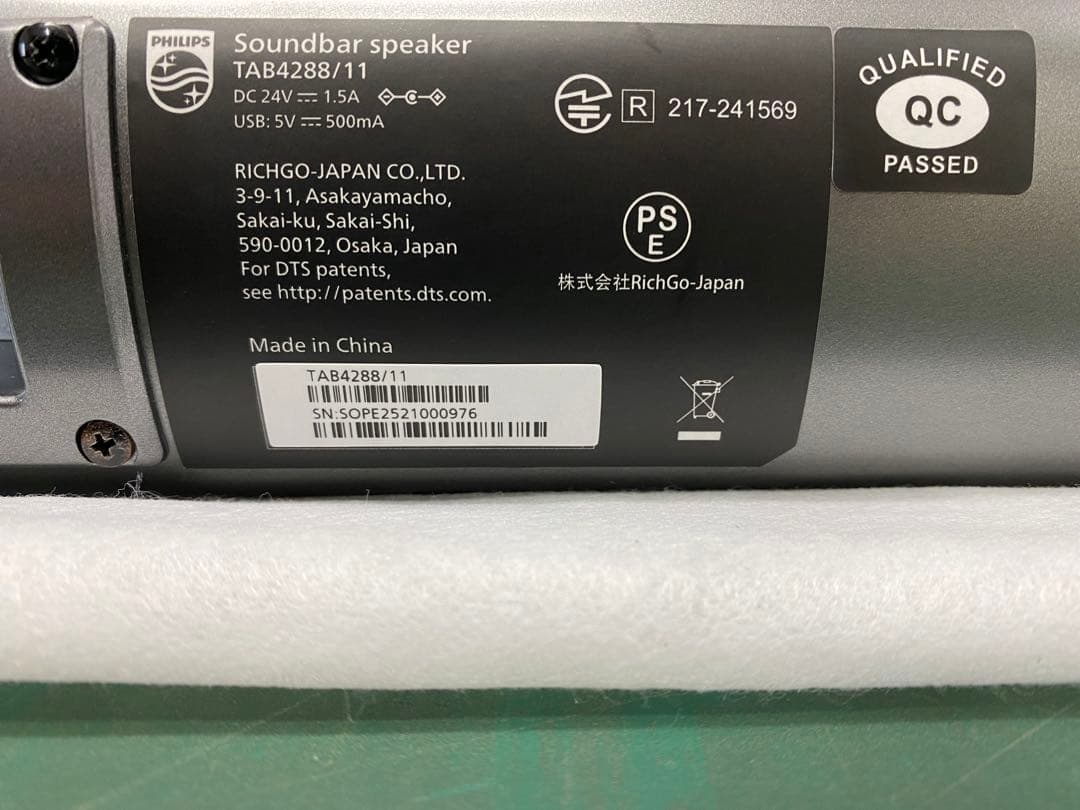 PHILIPS
Soundbar speaker
TAB4288/11
DC 24V ⎓ 1.5A
USB: 5V ⎓ 500mA
R 217-241569
QUALIFIED
QC
PASSED
RICHGO-JAPAN CO.,LTD.
3-9-11, Asakayamacho,
Sakai-ku, Sakai-Shi,
590-0012, Osaka, Japan
For DTS patents,
see http://patents.dts.com.
PS
E
株式会社RichGo-Japan
Made in China
TAB4288/11
SN:SOPE2521000976